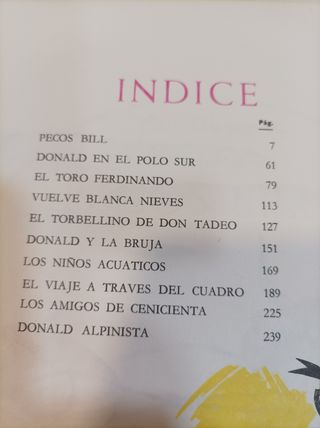 INDICE
Pág.
PECOS BILL 7
DONALD EN EL POLO SUR 61
EL TORO FERDINANDO 79
VUELVE BLANCA NIEVES 113
EL TORBELLINO DE DON TADEO 127
DONALD Y LA BRUJA 151
LOS NIÑOS ACUATICOS 169
EL VIAJE A TRAVES DEL CUADRO 189
LOS AMIGOS DE CENICIENTA 225
DONALD ALPINISTA 239